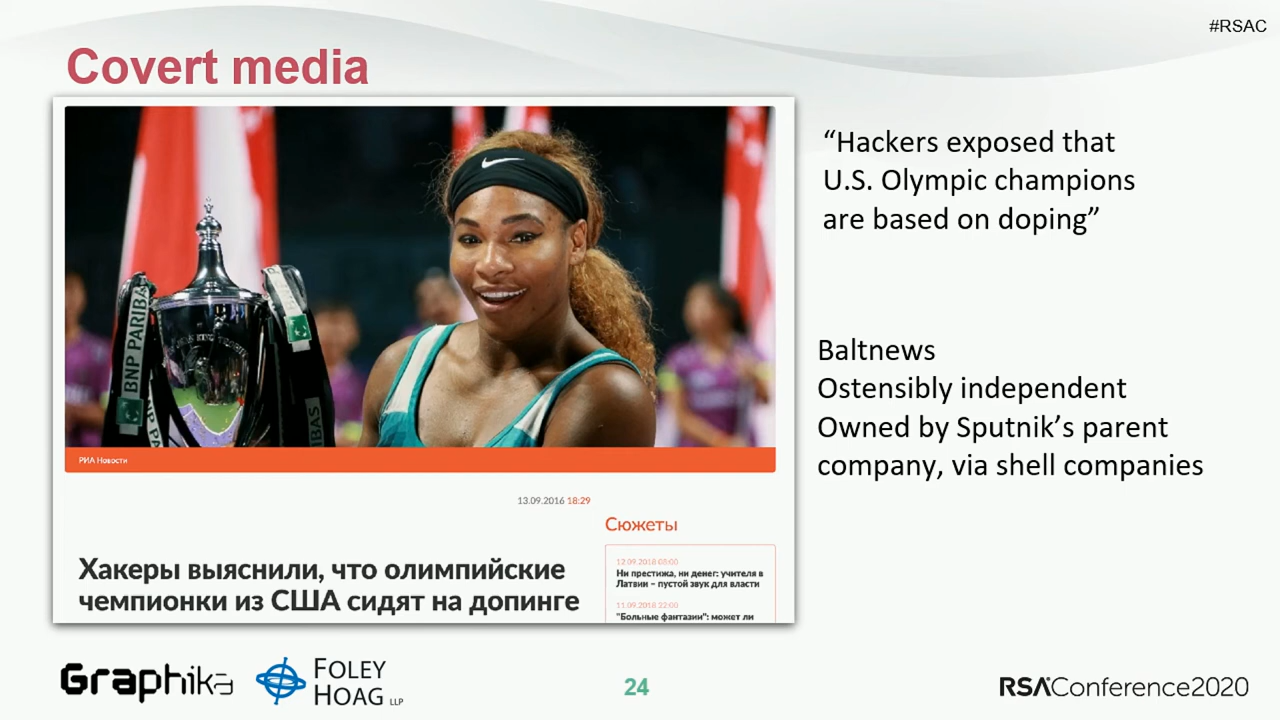 #RSAC
Covert media
“Hackers exposed that
U.S. Olympic champions
are based on doping”
Baltnews
Ostensibly independent
Owned by Sputnik’s parent
company, via shell companies
BNP PARIBA
IBAS
РИА Новости
13.09.2016 18:29
Сюжеты
12.09.2018 08:00
Ни престижа, ни денег: учителя в
Латвии – пустой звук для власти
11.09.2018 22:00
"Больные фантазии": может ли
Хакеры выяснили, что олимпийские
чемпионки из США сидят на допинге
Graphika
FOLEY
HOAG LLP
24
RSAConference2020